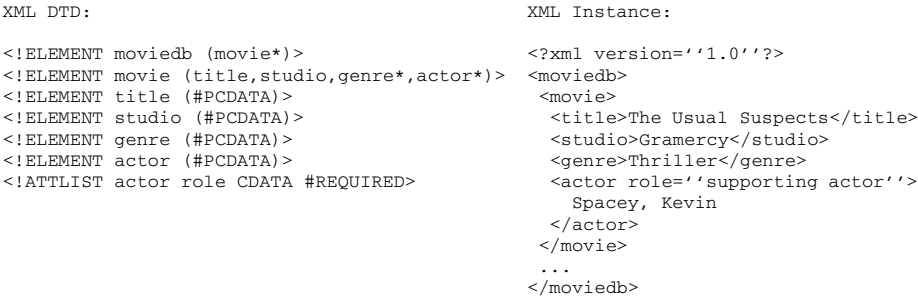 XML DTD:
<!ELEMENT moviedb (movie*)>
<!ELEMENT movie (title,studio,genre*,actor*)>
<!ELEMENT title (#PCDATA)>
<!ELEMENT studio (#PCDATA)>
<!ELEMENT genre (#PCDATA)>
<!ELEMENT actor (#PCDATA)>
<!ATTLIST actor role CDATA #REQUIRED>
XML Instance:
<?xml version=’’1.0’’?>
<moviedb>
<movie>
<title>The Usual Suspects</title>
<studio>Gramercy</studio>
<genre>Thriller</genre>
<actor role=’’supporting actor’’>
Spacey, Kevin
</actor>
</movie>
...
</moviedb>